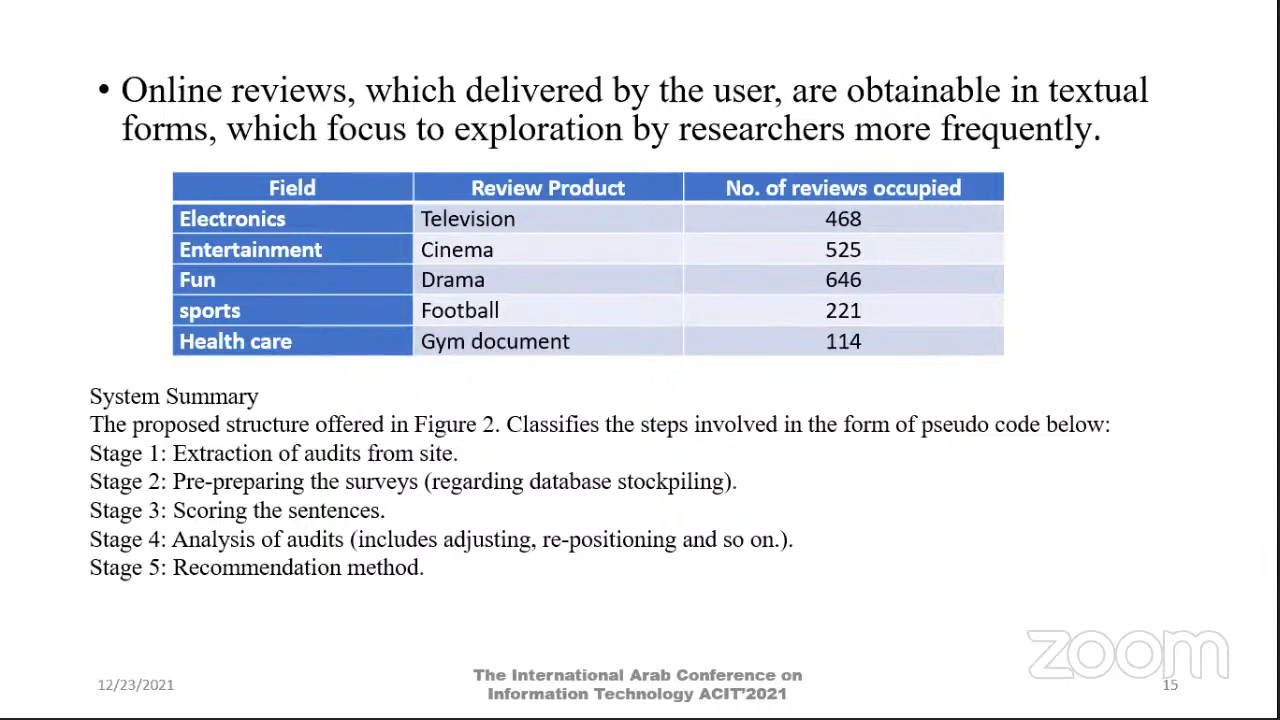 • Online reviews, which delivered by the user, are obtainable in textual
forms, which focus to exploration by researchers more frequently.
Field Review Product No. of reviews occupied
Electronics Television 468
Entertainment Cinema 525
Fun Drama 646
sports Football 221
Health care Gym document 114
System Summary
The proposed structure offered in Figure 2. Classifies the steps involved in the form of pseudo code below:
Stage 1: Extraction of audits from site.
Stage 2: Pre-preparing the surveys (regarding database stockpiling).
Stage 3: Scoring the sentences.
Stage 4: Analysis of audits (includes adjusting, re-positioning and so on.).
Stage 5: Recommendation method.
zoom
12/23/2021
The International Arab Conference on
Information Technology ACIT'2021
15